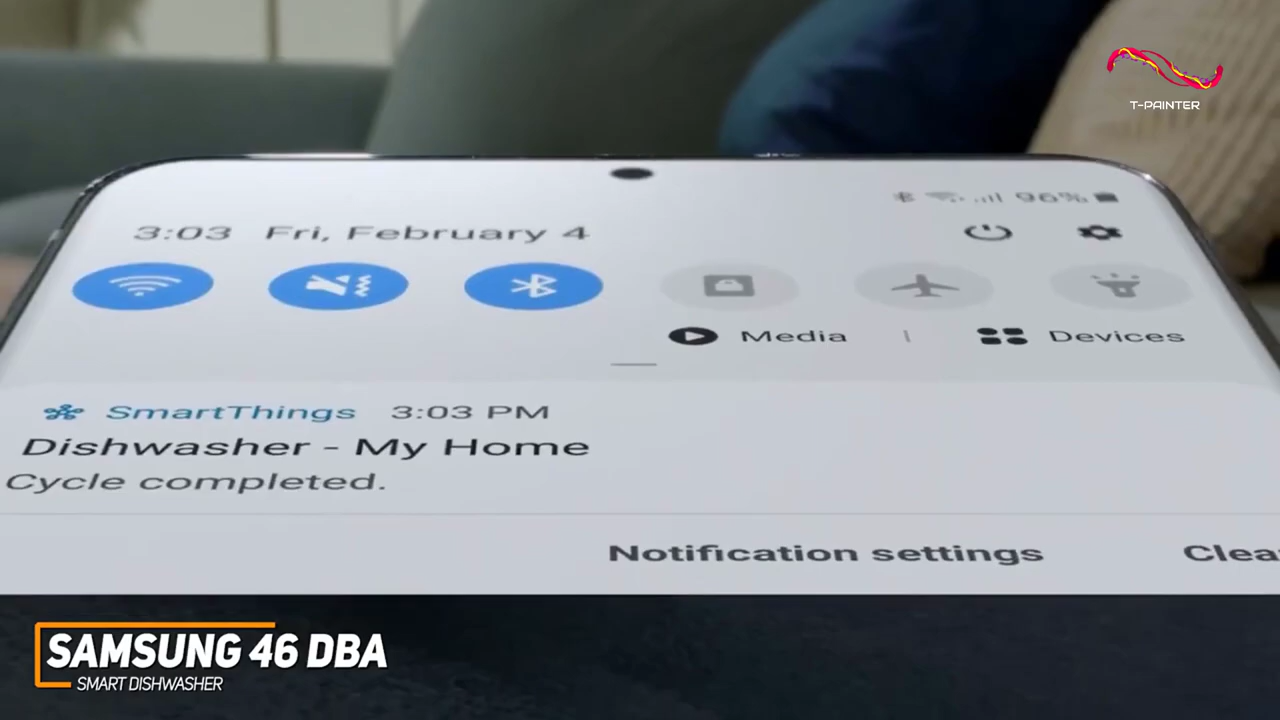 T-PAINTER
96%
3:03 Fri, February 4
Media | Devices
SmartThings 3:03 PM
Dishwasher - My Home
Cycle completed.
Notification settings
SAMSUNG 46 DBA
SMART DISHWASHER